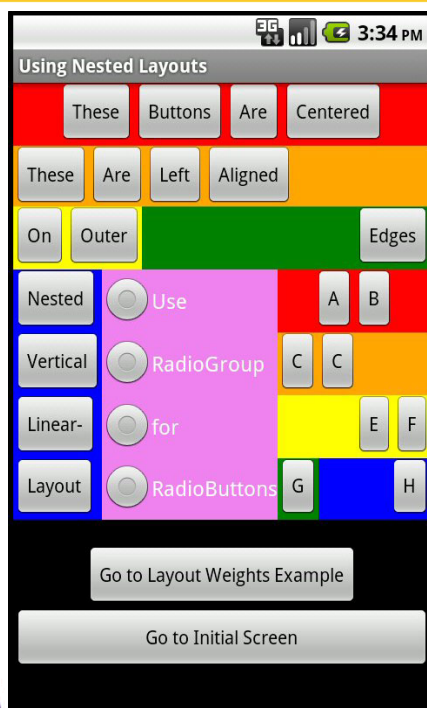 3G 3:34 PM
Using Nested Layouts
These Buttons Are Centered
These Are Left Aligned
On Outer Edges
Nested Use A B
Vertical RadioGroup C C
Linear- for E F
Layout RadioButtons G H
Go to Layout Weights Example
Go to Initial Screen